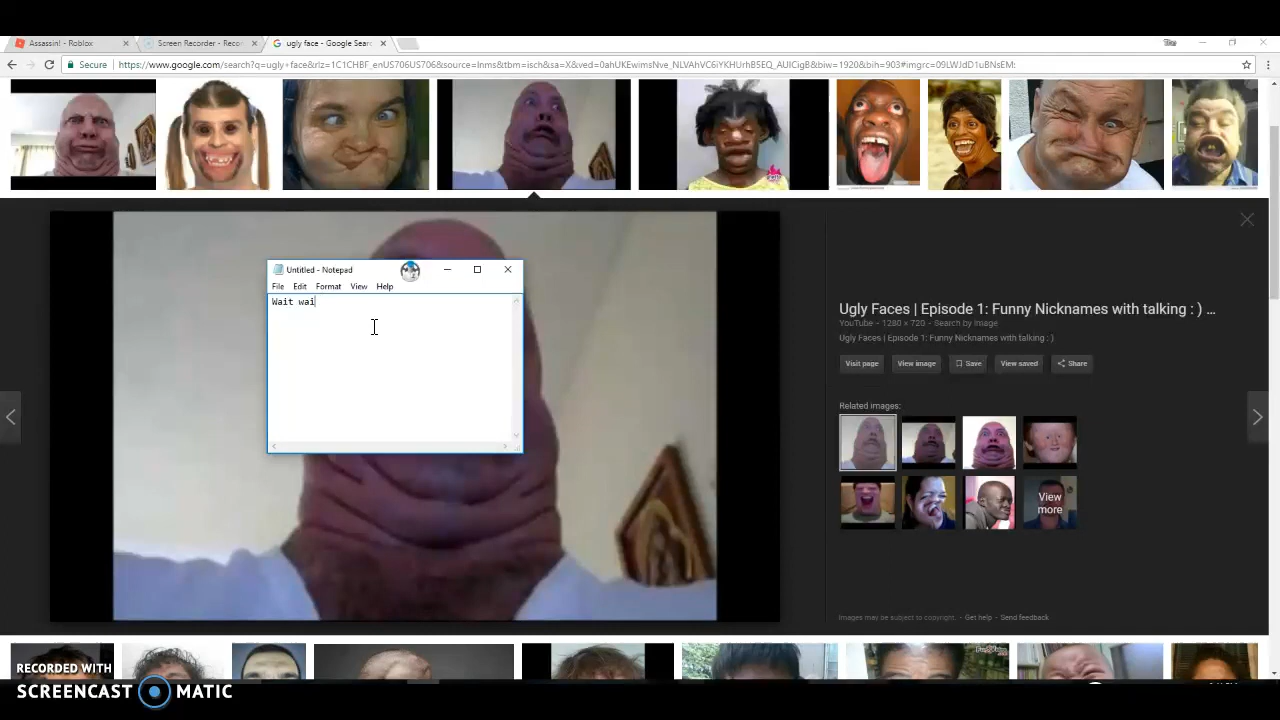 Assassin! - Roblox
Screen Recorder - Reco
ugly face - Google Sear
Secure
https://www.google.com/search?q=ugly+face&rlz=1C1CHBF_enUS706US706&source=lnms&tbm=isch&sa=X&ved=0ahUKEwimsNve_NLVAhVC6iYKHUrhBSEQ_AUICigB&biw=1920&bih=903#imgrc=09LWJdD1uBNsEM:
Untitled - Notepad
File Edit Format View Help
Wait wai
Ugly Faces | Episode 1: Funny Nicknames with talking : ) ...
YouTube - 1280 × 720 - Search by image
Ugly Faces | Episode 1: Funny Nicknames with talking : )
Visit page
View image
Save
View saved
Share
Related images:
View more
Images may be subject to copyright. - Get help - Send feedback
RECORDED WITH
SCREENCAST MATIC